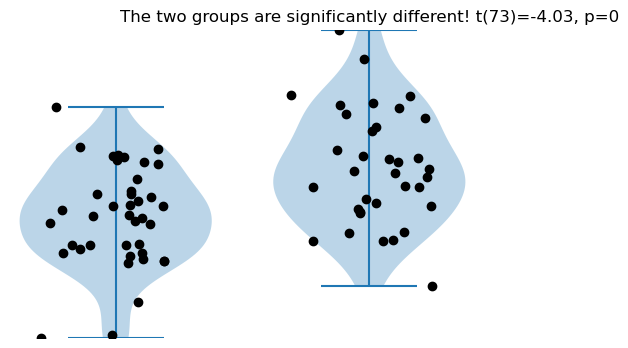 The two groups are significantly different! t(73)=-4.03, p=0